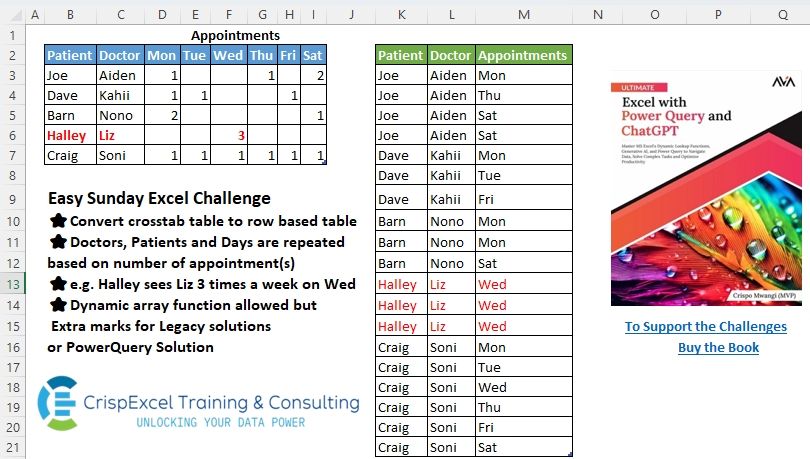 A B C D E F G H I J K L M N O P Q
1 Appointments
2 Patient Doctor Mon Tue Wed Thu Fri Sat Patient Doctor Appointments
3 Joe Aiden 1 1 2 Joe Aiden Mon
4 Dave Kahii 1 1 1 Joe Aiden Thu
5 Barn Nono 2 1 Joe Aiden Sat
6 Halley Liz 3 Joe Aiden Sat
7 Craig Soni 1 1 1 1 1 1 Dave Kahii Mon
8 Dave Kahii Tue
9 Easy Sunday Excel Challenge Dave Kahii Fri
10 Convert crosstab table to row based table Barn Nono Mon
11 Doctors, Patients and Days are repeated Barn Nono Mon
12 based on number of appointment(s) Barn Nono Sat
13 e.g. Halley sees Liz 3 times a week on Wed Halley Liz Wed
14 Dynamic array function allowed but Halley Liz Wed
15 Extra marks for Legacy solutions Halley Liz Wed
16 or PowerQuery Solution Craig Soni Mon
17 Craig Soni Tue
18 Craig Soni Wed
19 CrispExcel Training & Consulting Craig Soni Thu
20 UNLOCKING YOUR DATA POWER Craig Soni Fri
21 Craig Soni Sat
AVA
ULTIMATE
Excel with
Power Query and
ChatGPT
Master MS Excel's Dynamic Lookup Functions,
Generative AI, and Power Query to Navigate
Data, Solve Complex Tasks and Optimize
Productivity
Crispo Mwangi (MVP)
To Support the Challenges
Buy the Book